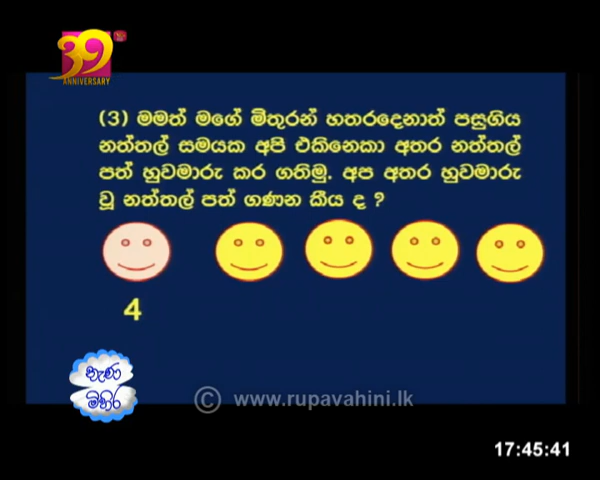 39
ANNIVERSARY
(3) මමත් මගේ මිතුරන් හතරදෙනාත් පසුගිය
නත්තල් සමයක අපි එකිනෙකා අතර නත්තල්
පත් හුවමාරු කර ගතිමු. අප අතර හුවමාරු
වූ නත්තල් පත් ගණන කීය ද ?
4
නැණ
මිහිර
© www.rupavahini.lk
17:45:41